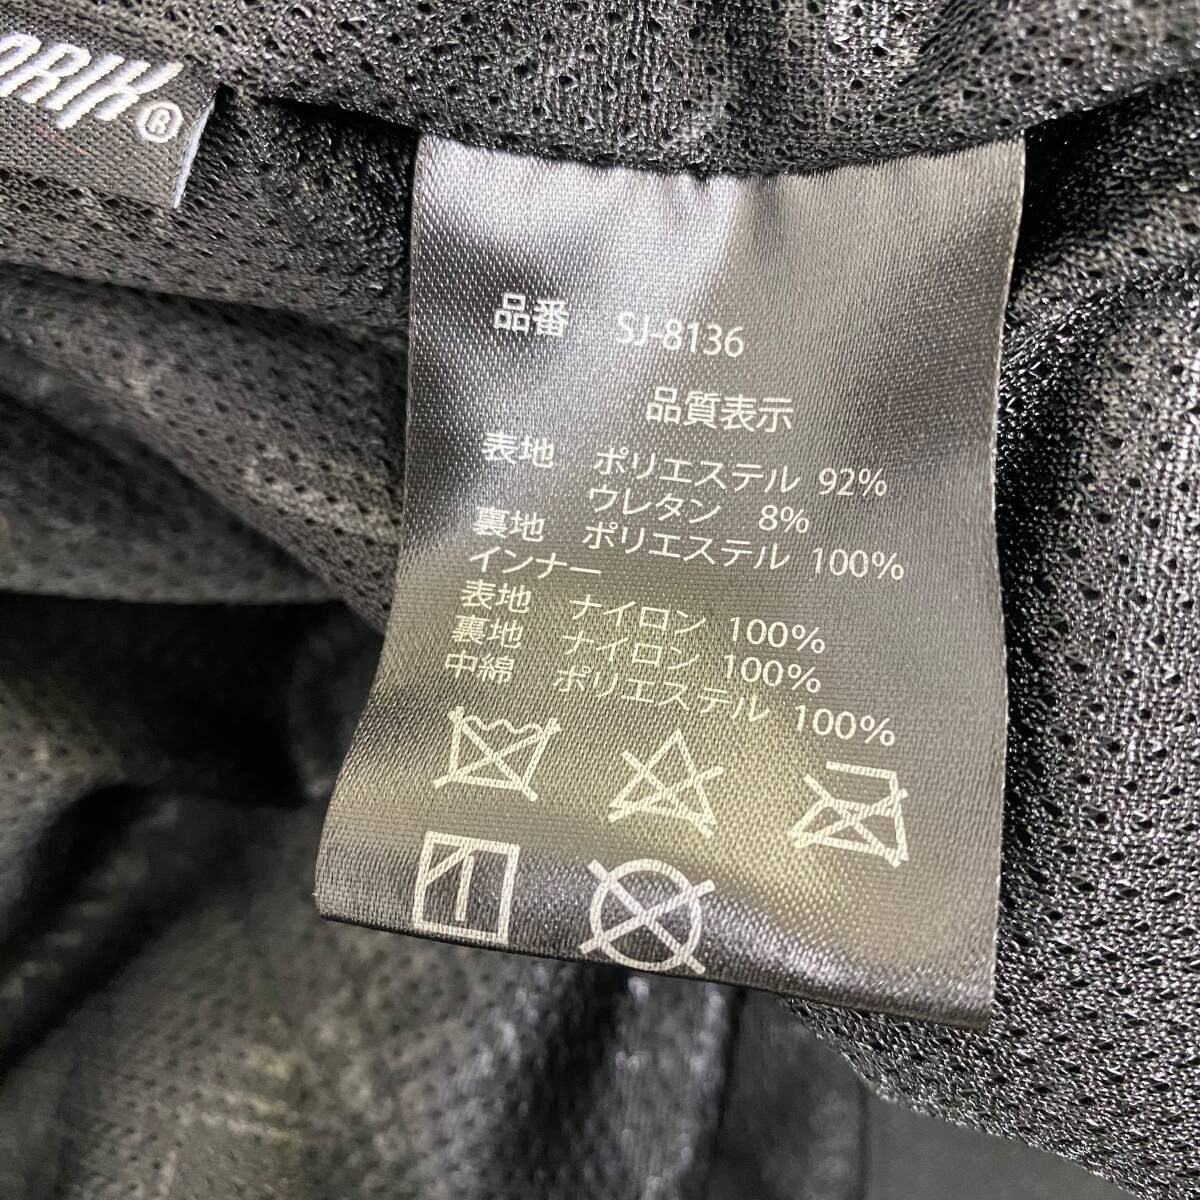 品番 SJ-8136
品質表示
表地 ポリエステル 92%
ウレタン 8%
裏地 ポリエステル 100%
インナー
表地 ナイロン 100%
裏地 ナイロン 100%
中綿 ポリエステル 100%